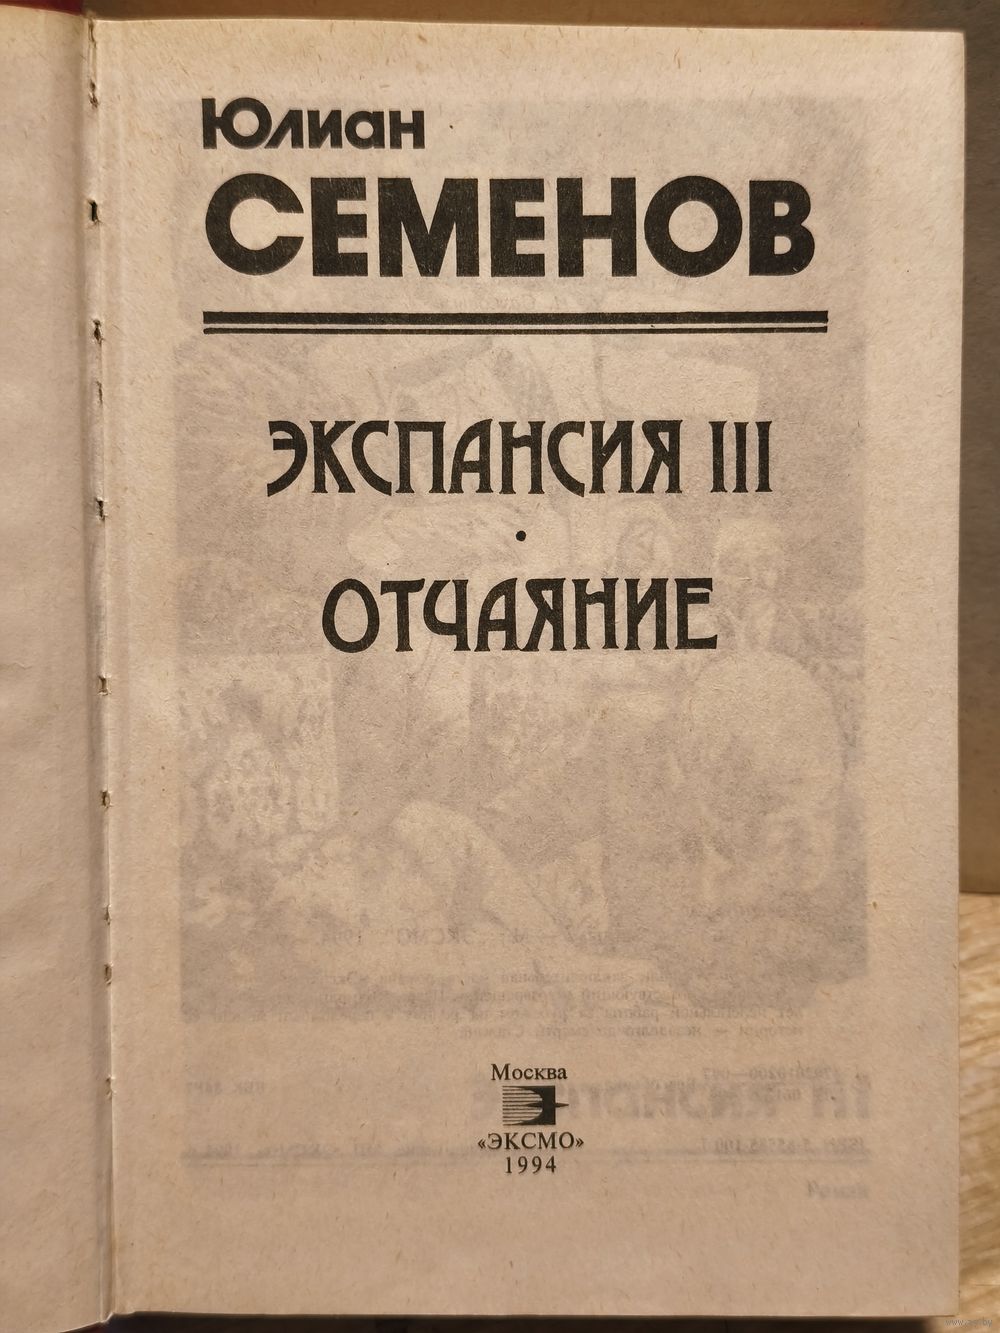 Юлиан
СЕМЕНОВ
ЭКСПАНСИЯ III
•
ОТЧАЯНИЕ
Москва
«ЭКСМО»
1994